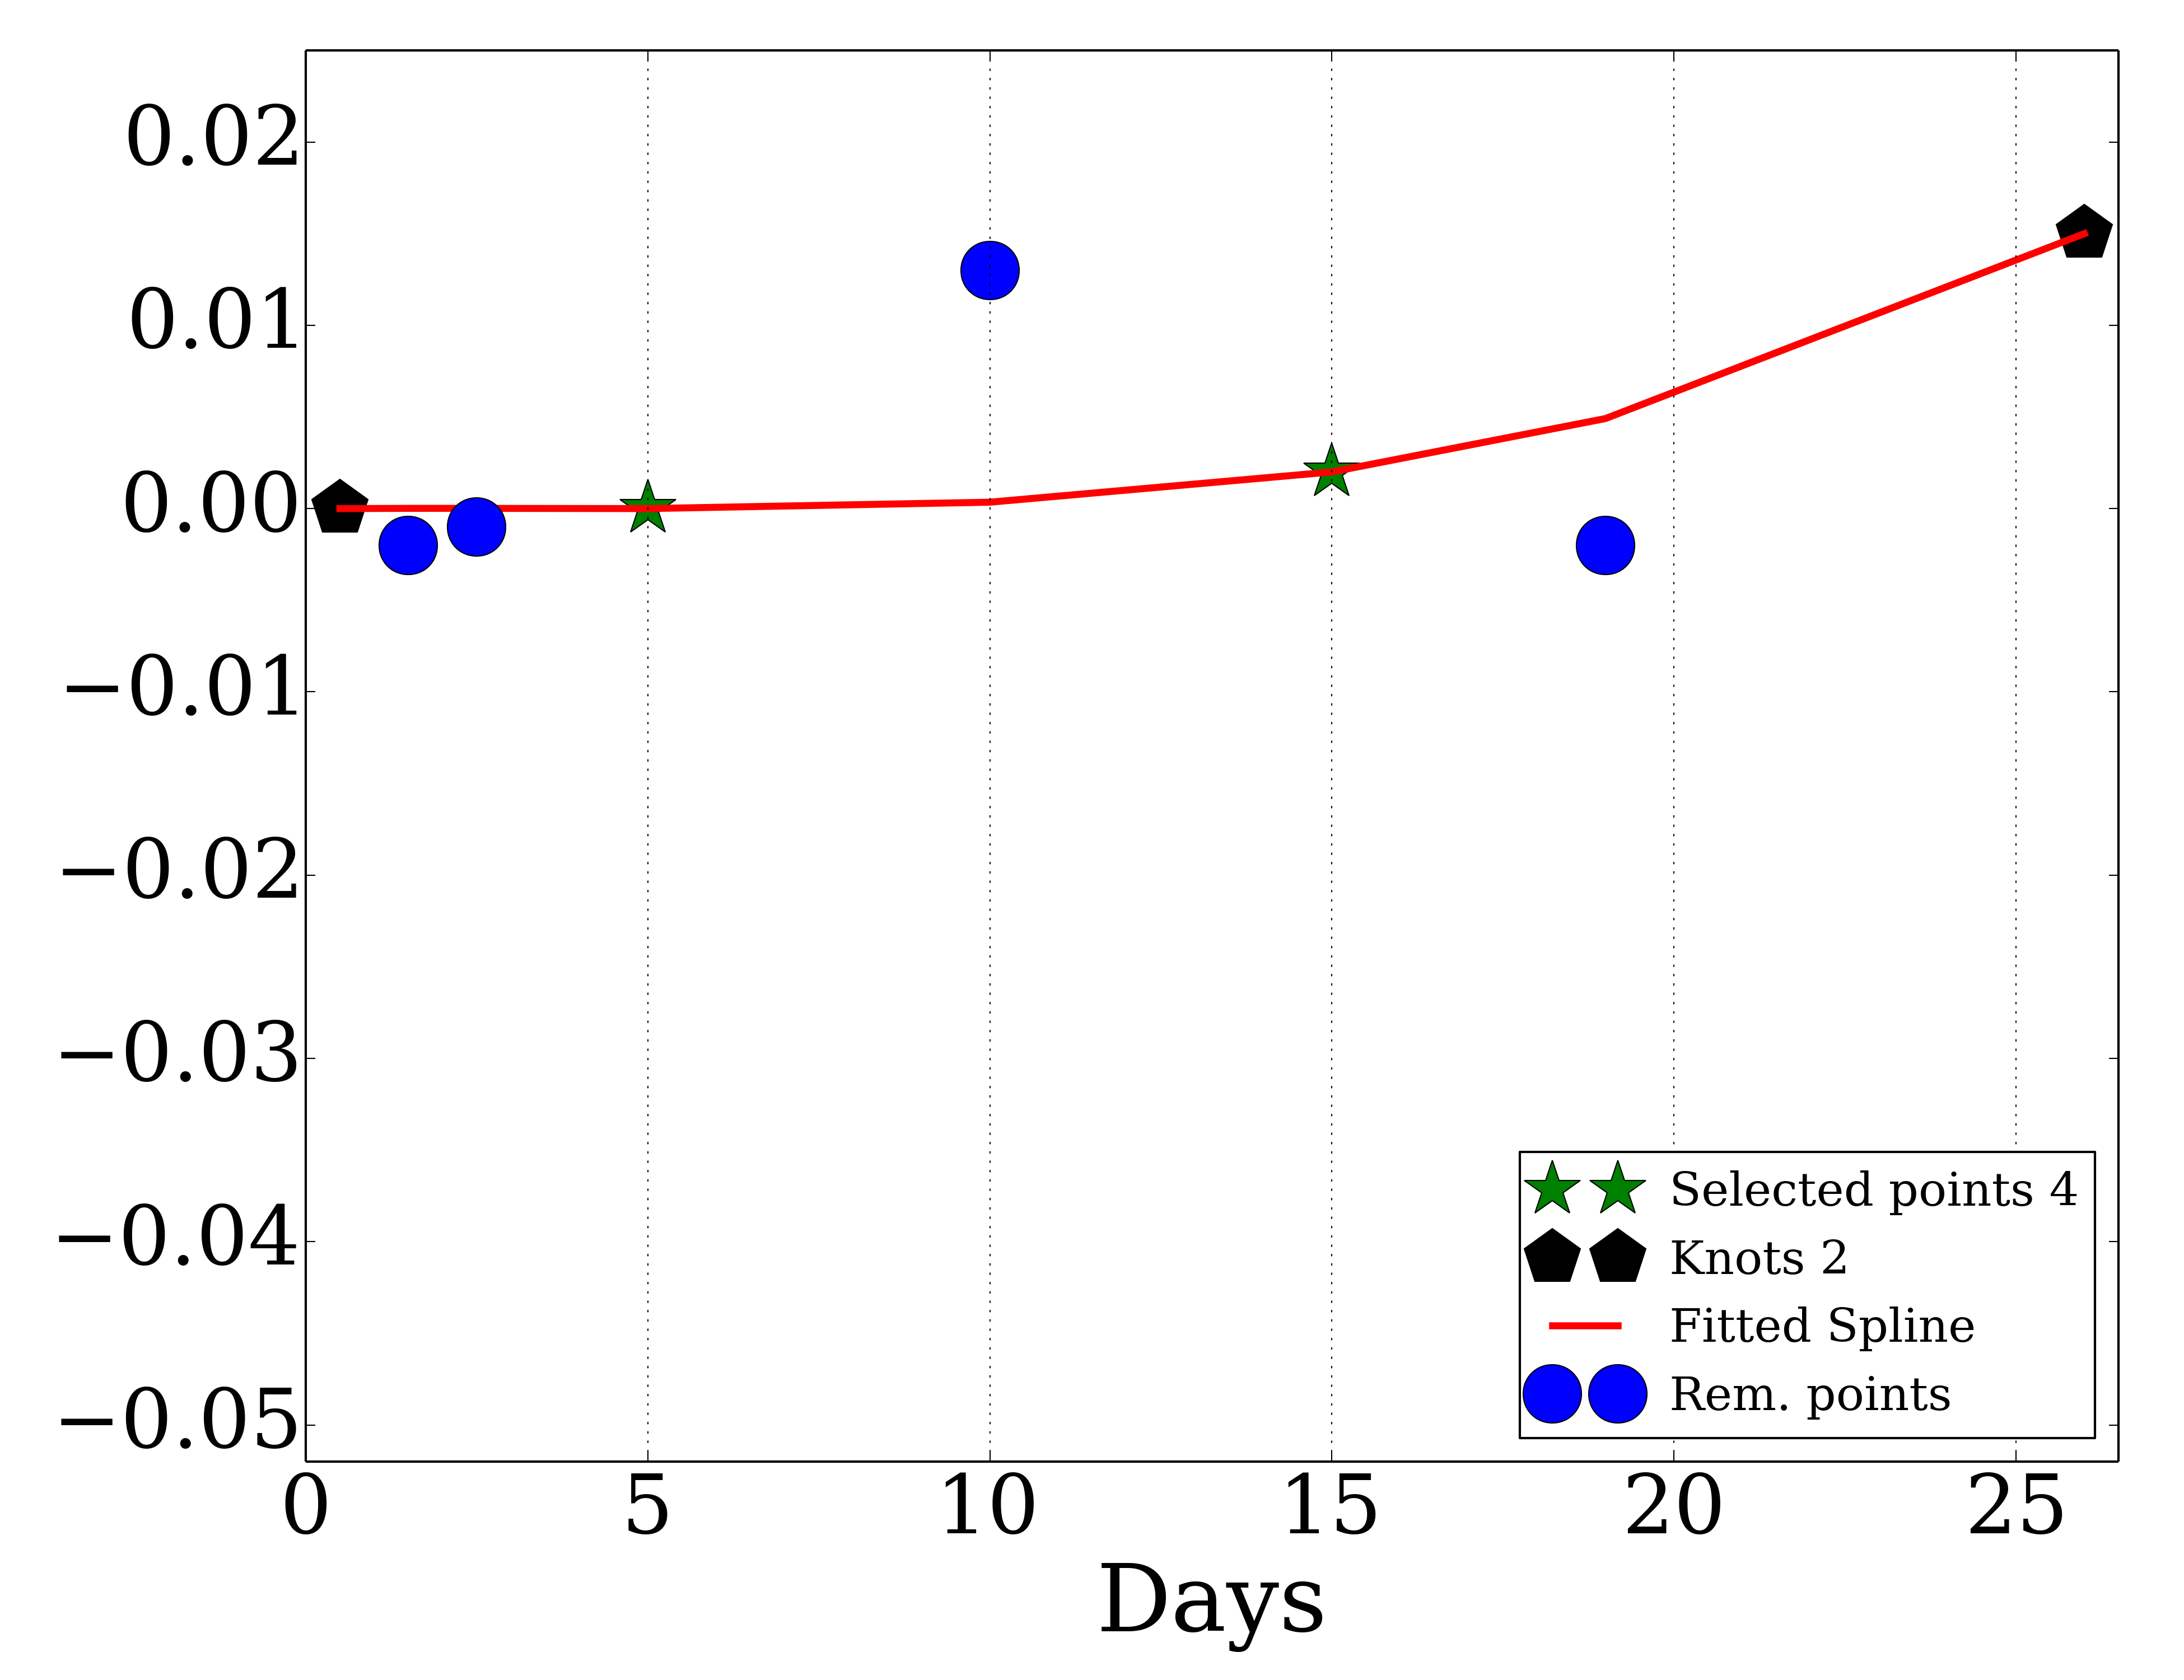 0.02
0.01
0.00
−0.01
−0.02
−0.03
−0.04
−0.05
Selected points 4
Knots 2
Fitted Spline
Rem. points
0 5 10 15 20 25
Days